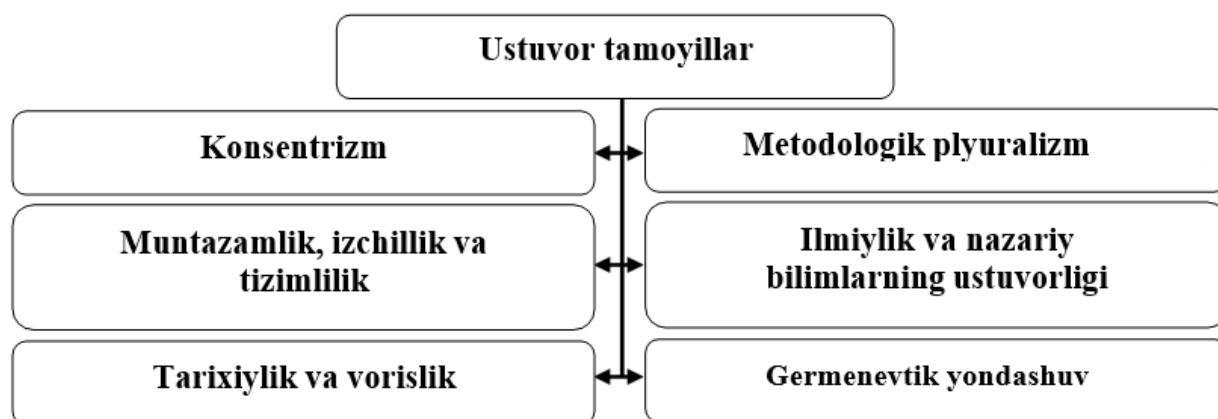 Ustuvor tamoyillar
Konsentrizm
Metodologik plyuralizm
Muntazamlik, izchillik va
tizimlilik
Ilmiylik va nazariy
bilimlarning ustuvorligi
Tarixiylik va vorislik
Germenevtik yondashuv